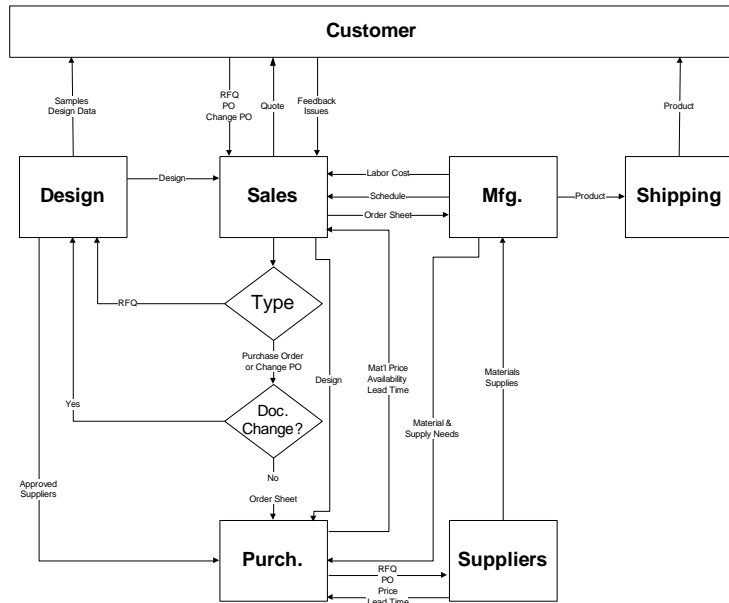 Customer
Samples
Design Data
RFQ
PO
Change PO
Quote
Feedback
Issues
Product
Design
Design
Sales
Labor Cost
Schedule
Order Sheet
Mfg.
Product
Shipping
RFQ
Type
Purchase Order
or Change PO
Design
Mat'l Price
Availability
Lead Time
Materials
Supplies
Yes
Doc.
Change?
Material &
Supply Needs
No
Approved
Suppliers
Order Sheet
Purch.
RFQ
PO
Price
Lead Time
Suppliers